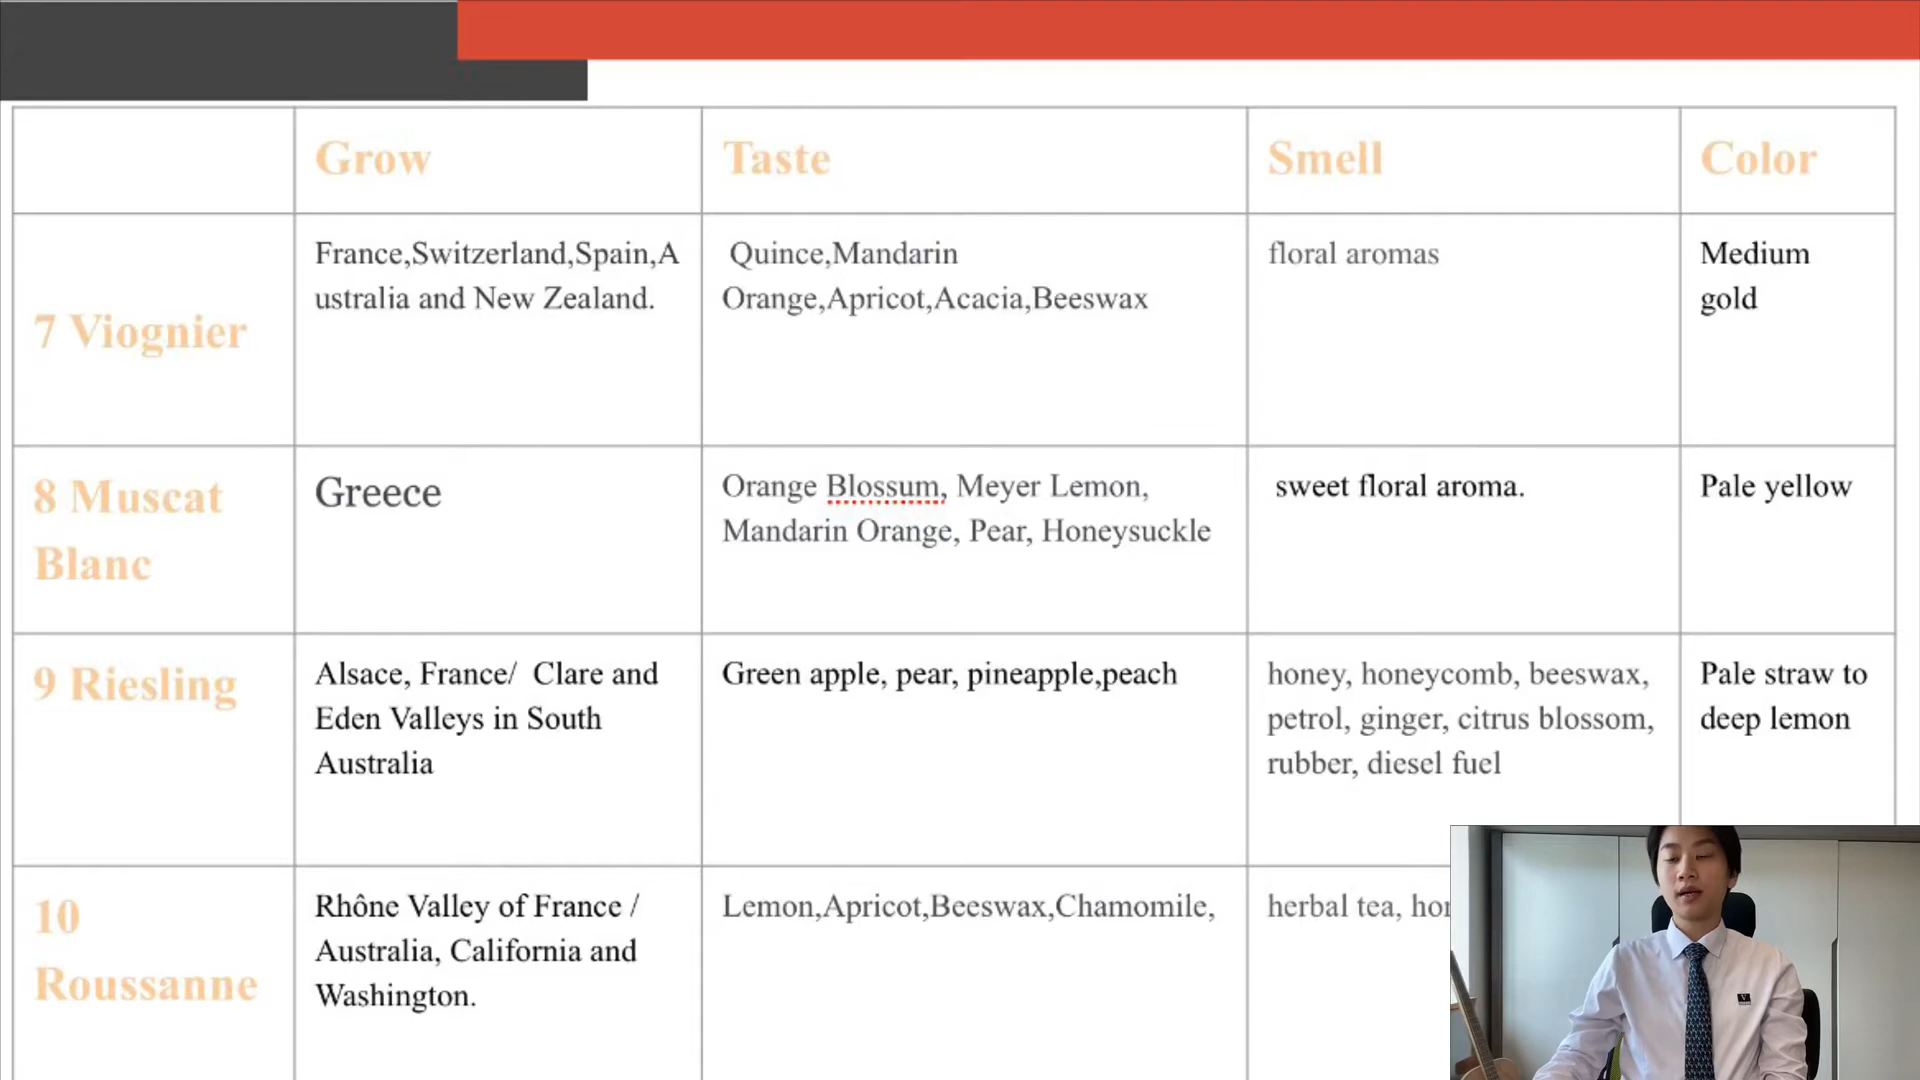 Grow
Taste
Smell
Color
7 Viognier
France,Switzerland,Spain,A
ustralia and New Zealand.
Quince,Mandarin
Orange,Apricot,Acacia,Beeswax
floral aromas
Medium
gold
8 Muscat
Blanc
Greece
Orange Blossum, Meyer Lemon,
Mandarin Orange, Pear, Honeysuckle
sweet floral aroma.
Pale yellow
9 Riesling
Alsace, France/ Clare and
Eden Valleys in South
Australia
Green apple, pear, pineapple,peach
honey, honeycomb, beeswax,
petrol, ginger, citrus blossom,
rubber, diesel fuel
Pale straw to
deep lemon
10
Roussanne
Rhône Valley of France /
Australia, California and
Washington.
Lemon,Apricot,Beeswax,Chamomile,
herbal tea,